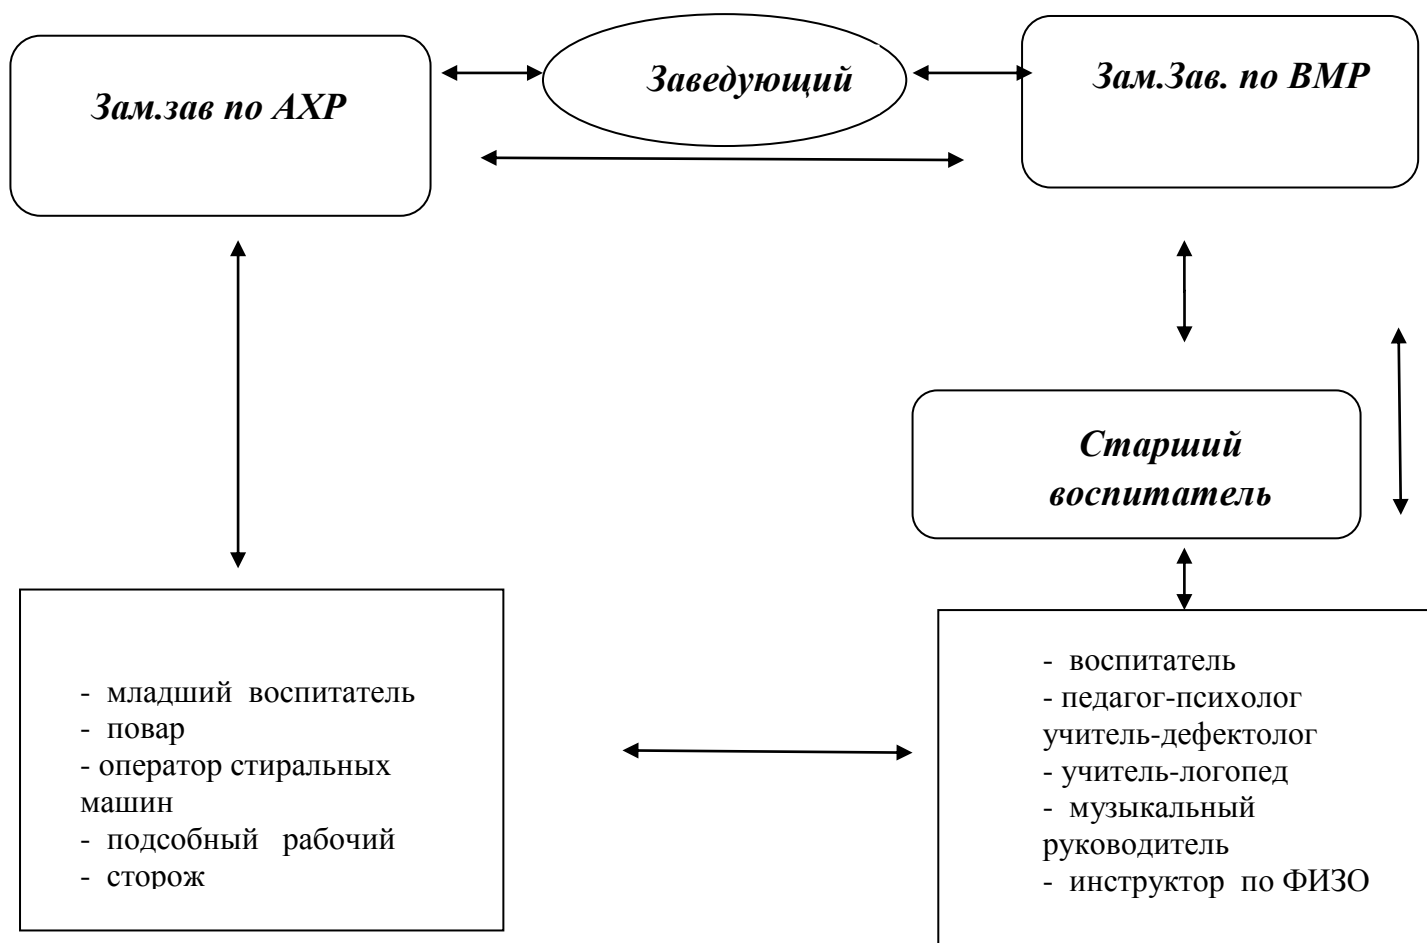 Зам.зав по АХР
Заведующий
Зам.Зав. по ВМР
Старший
воспитатель
- младший воспитатель
- повар
- оператор стиральных
машин
- подсобный рабочий
- сторож
- воспитатель
- педагог-психолог
учитель-дефектолог
- учитель-логопед
- музыкальный
руководитель
- инструктор по ФИЗО